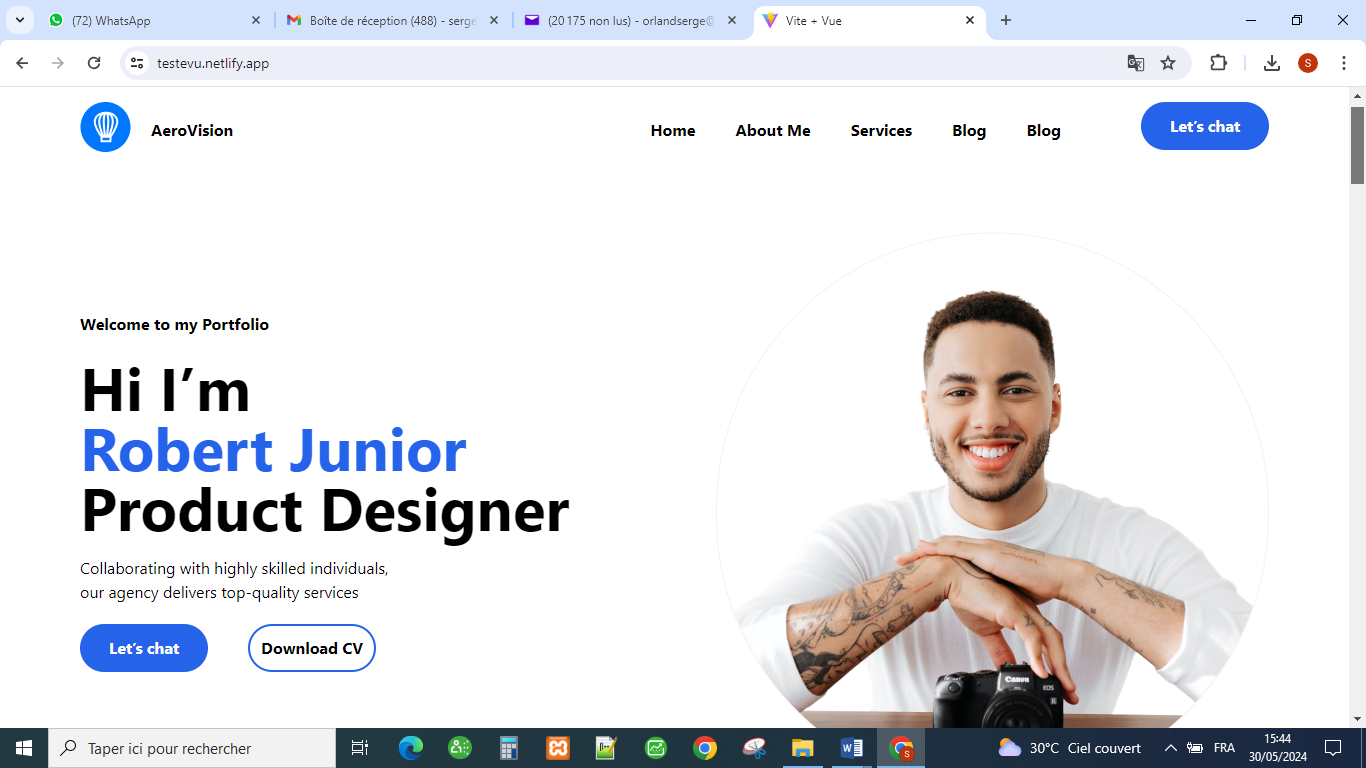 (72) WhatsApp
Boîte de réception (488) - serge
(20 175 non lus) - orlandserge@
Vite + Vue
testevu.netlify.app
S
AeroVision
Home
About Me
Services
Blog
Blog
Let’s chat
Welcome to my Portfolio
Hi I’m
Robert Junior
Product Designer
Collaborating with highly skilled individuals,
our agency delivers top-quality services
Let’s chat
Download CV
Canon
EOS
R
Taper ici pour rechercher
30°C Ciel couvert
FRA
15:44
30/05/2024